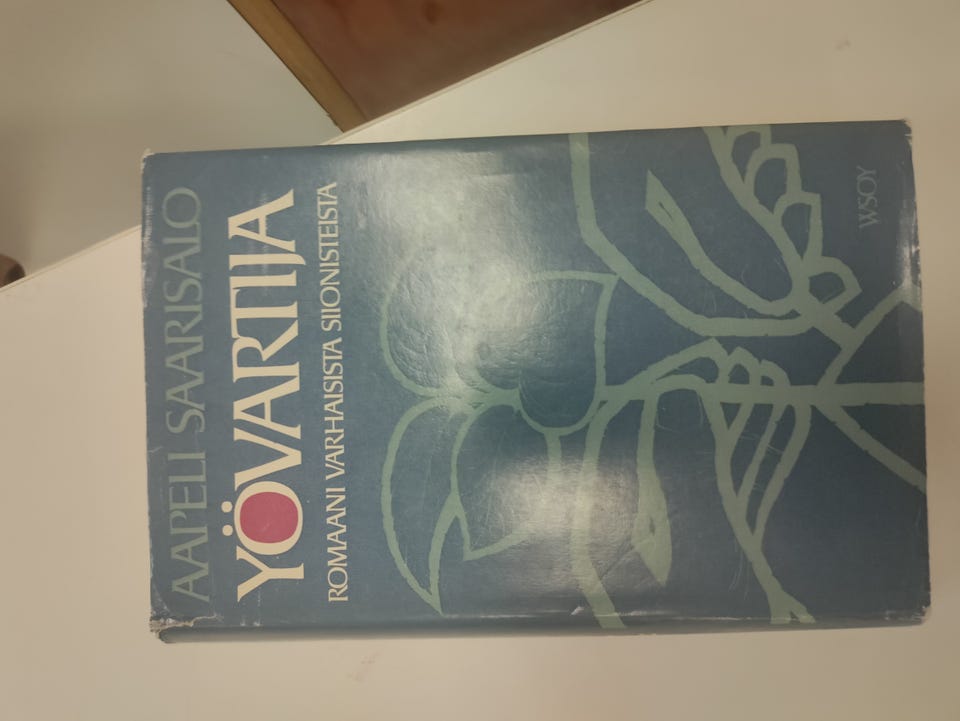 AAPELI SAARISALO
YÖVARTIJA
ROMAANI VARHAISISTA SIIONISTEISTA
WSOY